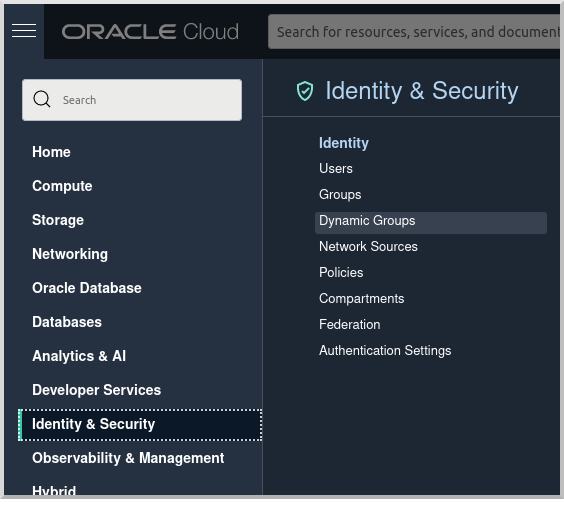 ORACLE Cloud
Search for resources, services, and document
Search
Home
Compute
Storage
Networking
Oracle Database
Databases
Analytics & AI
Developer Services
Identity & Security
Observability & Management
Hybrid
Identity & Security
Identity
Users
Groups
Dynamic Groups
Network Sources
Policies
Compartments
Federation
Authentication Settings